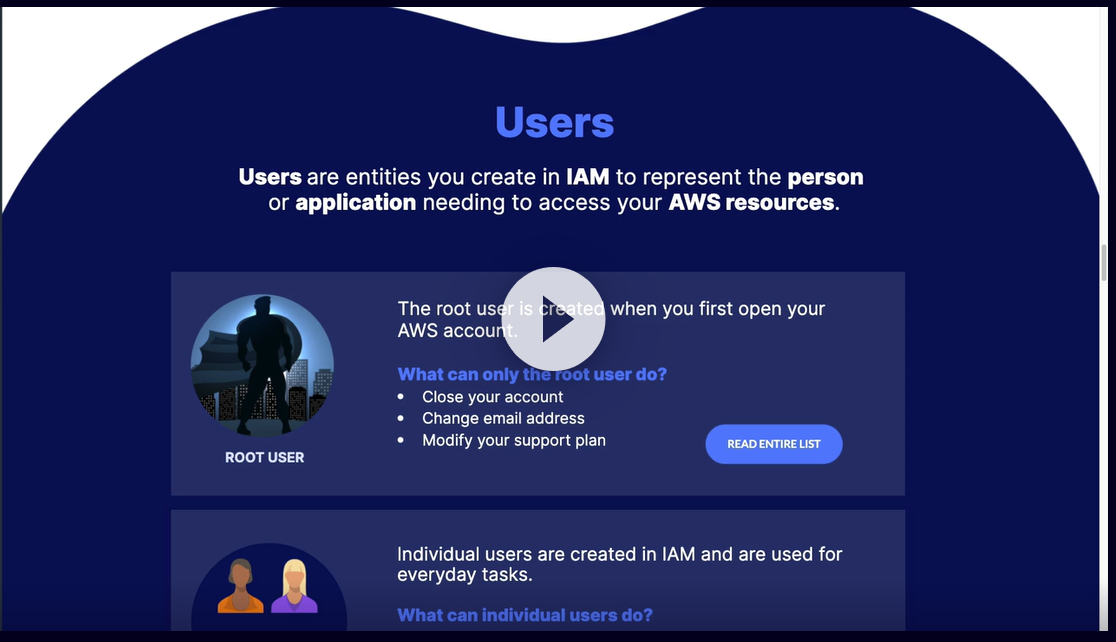 Users
Users are entities you create in IAM to represent the person
or application needing to access your AWS resources.
The root user is created when you first open your
AWS account.
What can only the root user do?
• Close your account
• Change email address
• Modify your support plan
READ ENTIRE LIST
ROOT USER
Individual users are created in IAM and are used for
everyday tasks.
What can individual users do?